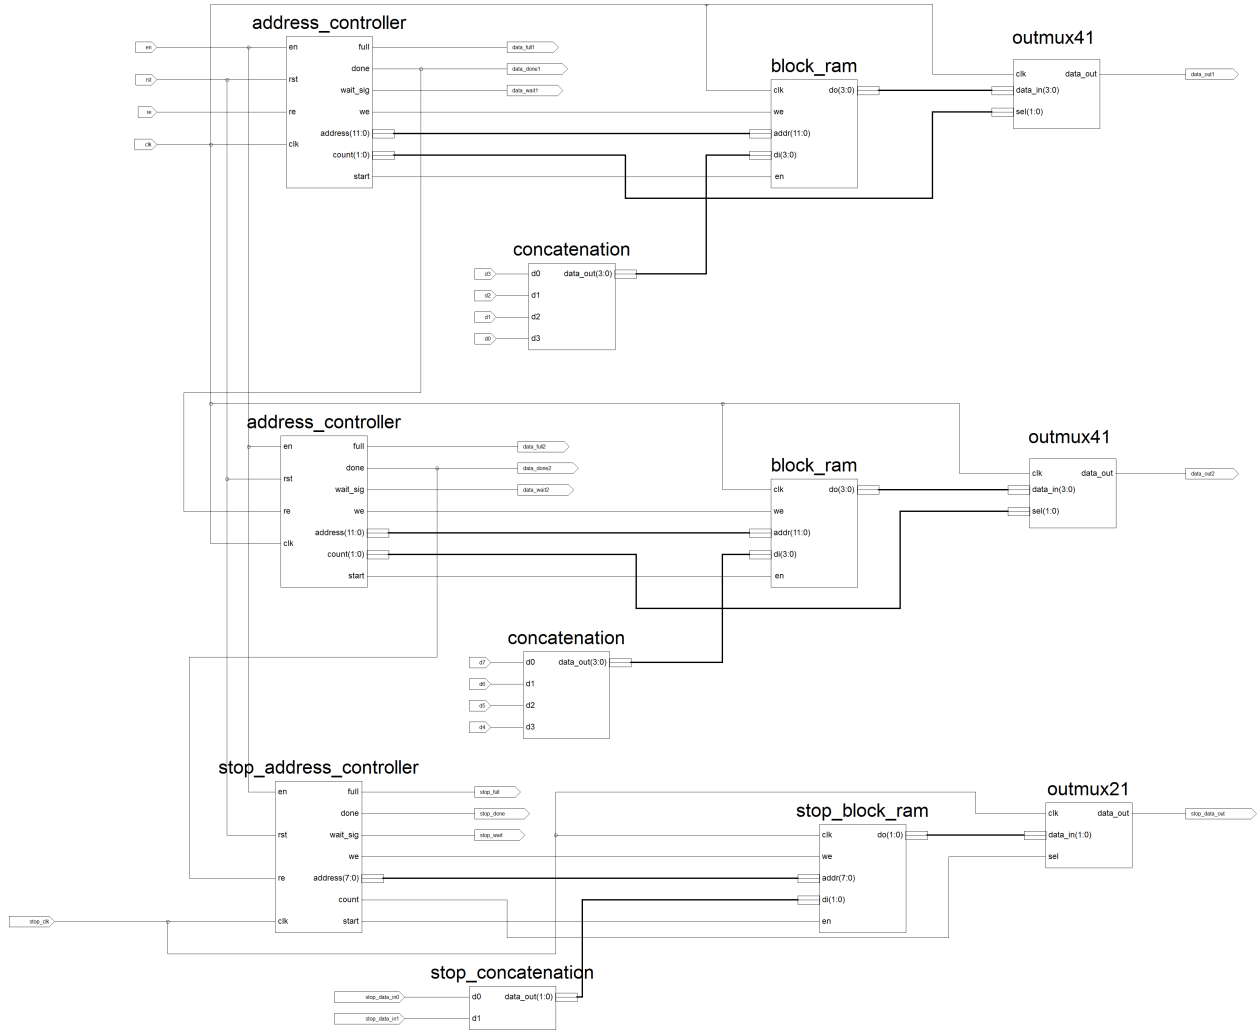 address_controller
en
rst
re
clk
en
rst
re
clk
full
done
wait_sig
we
address(11:0)
count(1:0)
start
data_full1
data_done1
data_wait1
block_ram
clk
we
addr(11:0)
di(3:0)
en
do(3:0)
outmux41
clk
data_in(3:0)
sel(1:0)
data_out
data_out1
concatenation
d3
d2
d1
d0
d0
d1
d2
d3
data_out(3:0)
address_controller
en
rst
re
clk
full
done
wait_sig
we
address(11:0)
count(1:0)
start
data_full2
data_done2
data_wait2
block_ram
clk
we
addr(11:0)
di(3:0)
en
do(3:0)
outmux41
clk
data_in(3:0)
sel(1:0)
data_out
data_out2
concatenation
d7
d6
d5
d4
d0
d1
d2
d3
data_out(3:0)
stop_address_controller
stop_clk
en
rst
re
clk
full
done
wait_sig
we
address(7:0)
count
start
stop_full
stop_done
stop_wait
stop_block_ram
clk
we
addr(7:0)
di(1:0)
en
do(1:0)
outmux21
clk
data_in(1:0)
sel
data_out
stop_data_out
stop_concatenation
stop_data_in0
stop_data_in1
d0
d1
data_out(1:0)